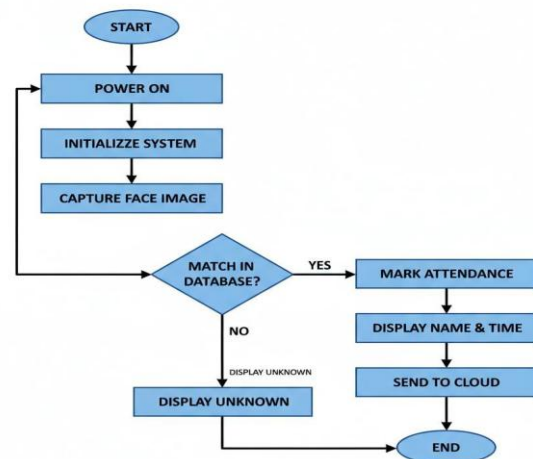 START
POWER ON
INITIALIZZE SYSTEM
CAPTURE FACE IMAGE
MATCH IN
DATABASE?
YES
MARK ATTENDANCE
DISPLAY NAME & TIME
SEND TO CLOUD
NO
DISPLAY UNKNOWN
DISPLAY UNKNOWN
END